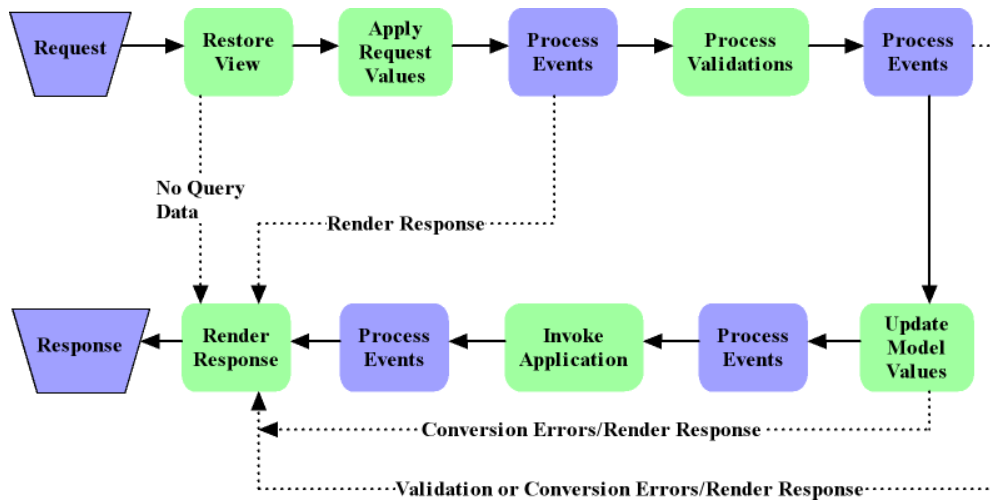 Request
Restore
View
Apply
Request
Values
Process
Events
Process
Validations
Process
Events
No Query
Data
Render Response
Response
Render
Response
Process
Events
Invoke
Application
Process
Events
Update
Model
Values
Conversion Errors/Render Response
Validation or Conversion Errors/Render Response